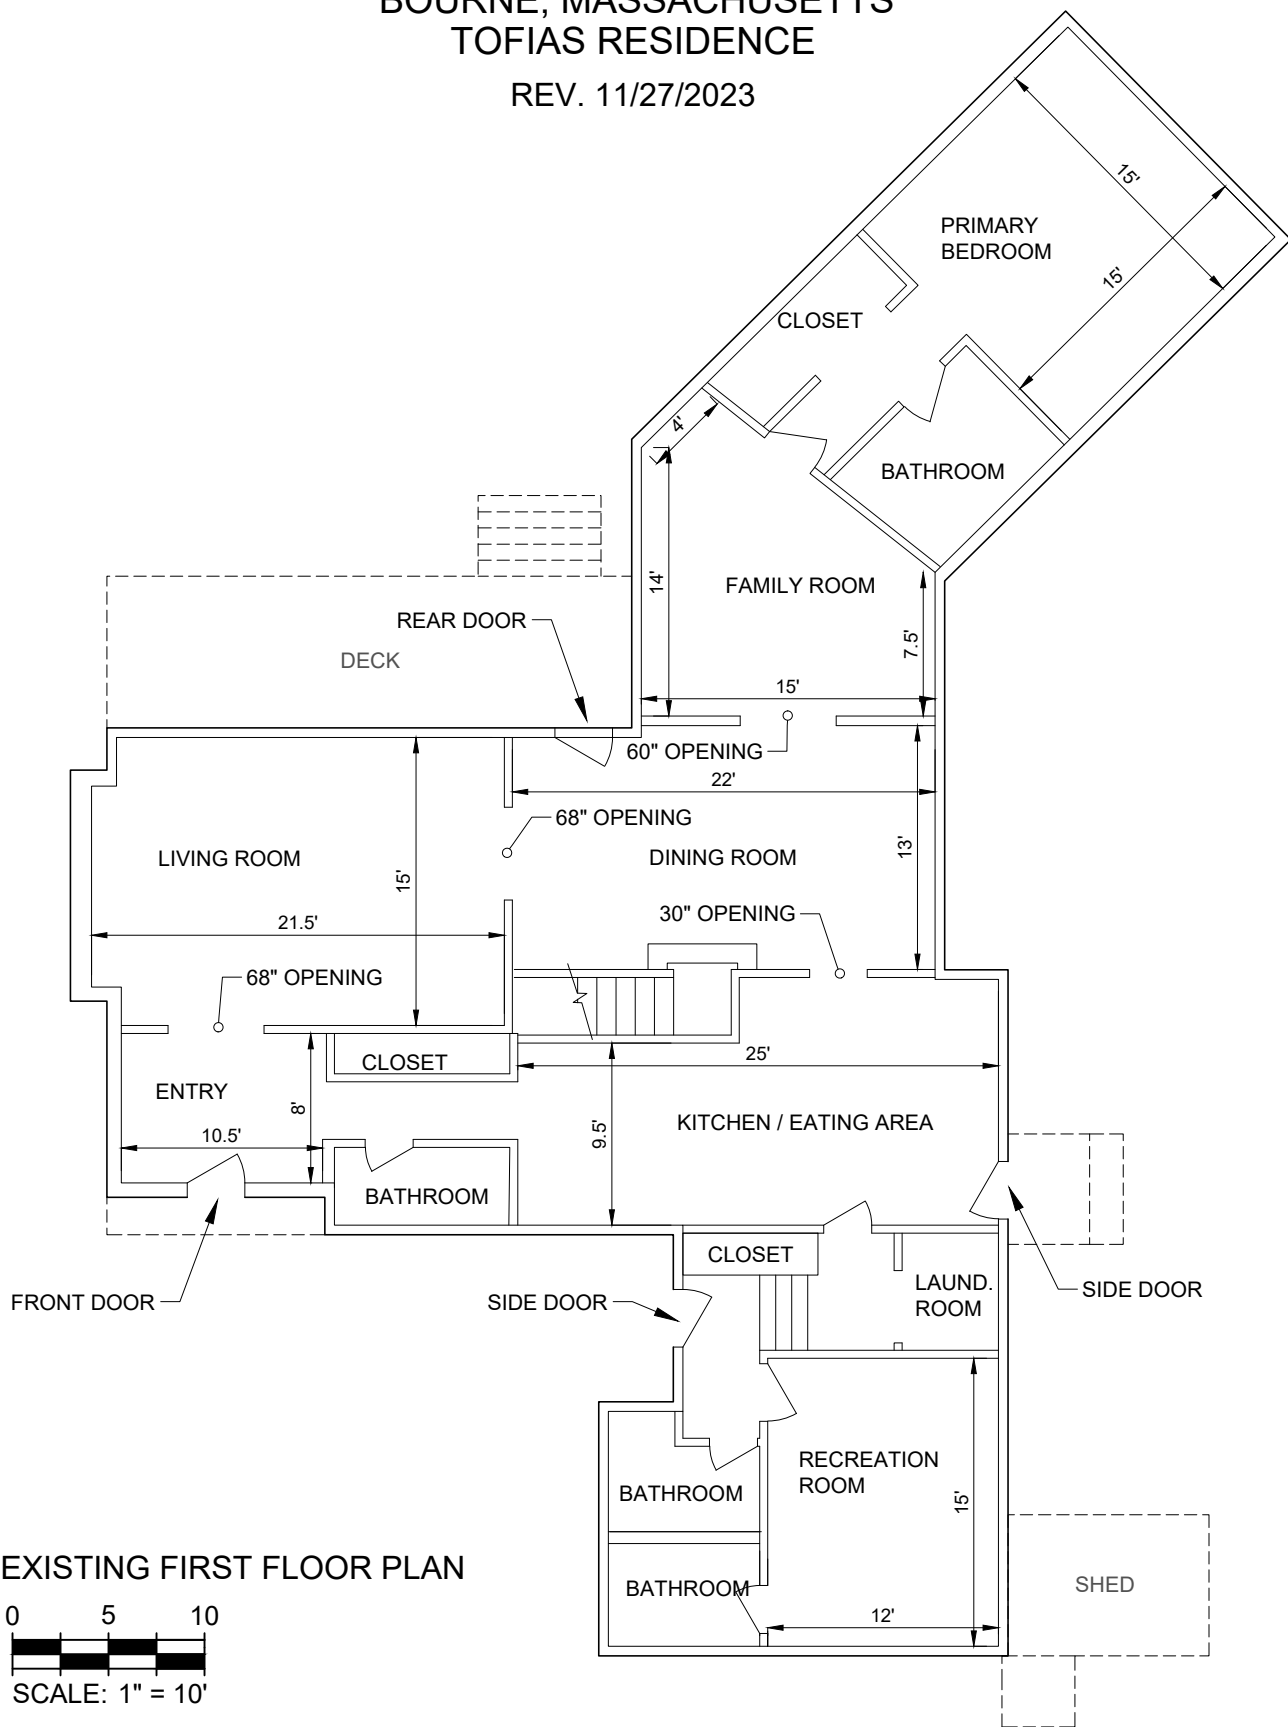 BOURNE, MASSACHUSETTS
TOFIAS RESIDENCE
REV. 11/27/2023
15'
PRIMARY
BEDROOM
15'
CLOSET
4'
BATHROOM
14'
FAMILY ROOM
7.5'
REAR DOOR
DECK
15'
60" OPENING
22'
68" OPENING
LIVING ROOM
15'
DINING ROOM
13'
21.5'
30" OPENING
68" OPENING
CLOSET
25'
ENTRY
8'
10.5'
9.5'
KITCHEN / EATING AREA
BATHROOM
CLOSET
FRONT DOOR
SIDE DOOR
LAUND.
ROOM
SIDE DOOR
RECREATION
ROOM
15'
BATHROOM
BATHROOM
12'
SHED
EXISTING FIRST FLOOR PLAN
0 5 10
SCALE: 1" = 10'